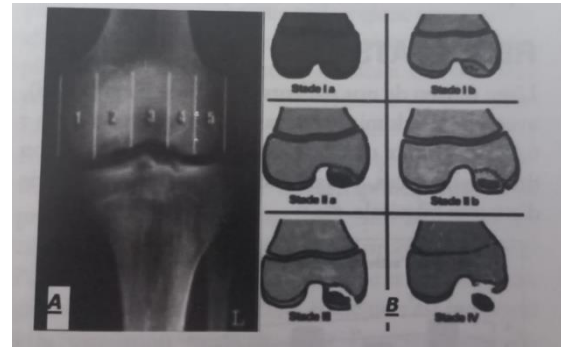 1 2 3 4 5
A
L
Stade I a
Stade I b
Stade II a
Stade II b
Stade III
B
Stade IV